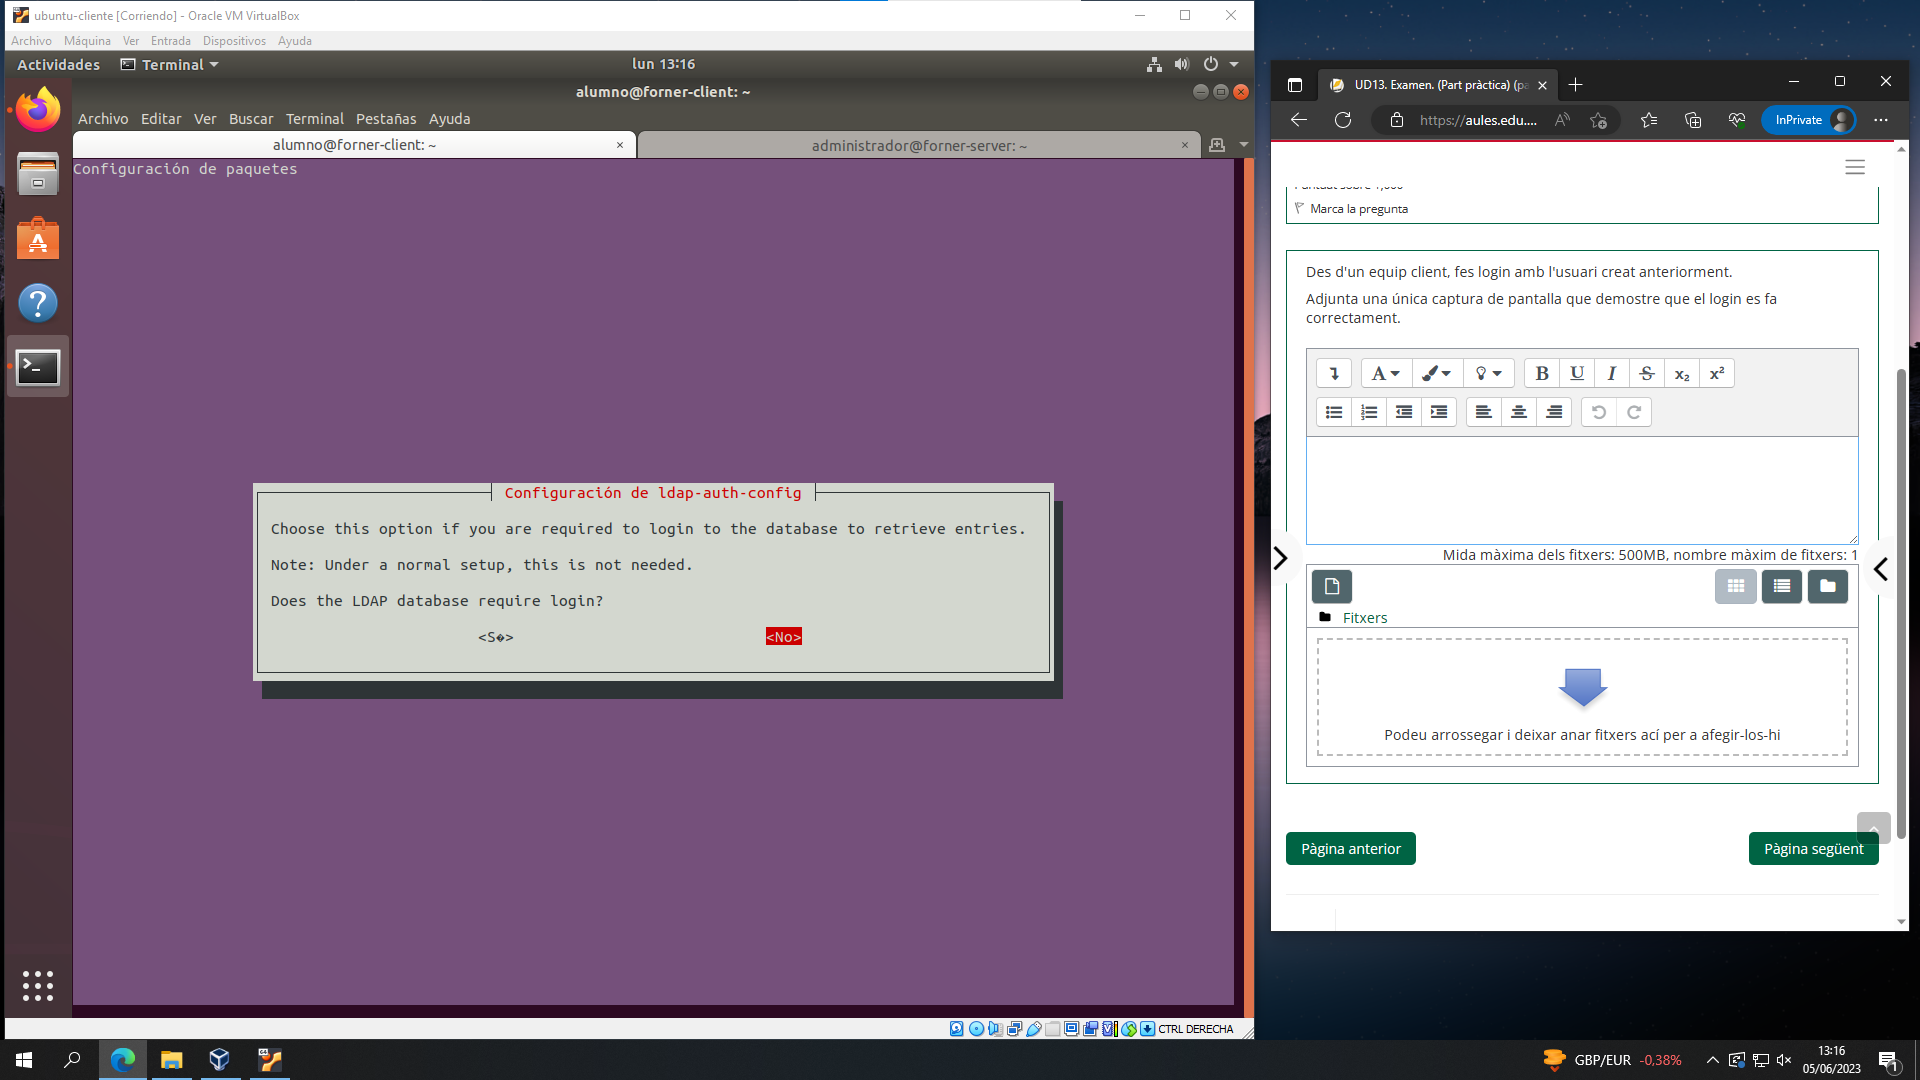 ubuntu-cliente [Corriendo] - Oracle VM VirtualBox
Archivo Máquina Ver Entrada Dispositivos Ayuda
Actividades Terminal lun 13:16
alumno@forner-client: ~
Archivo Editar Ver Buscar Terminal Pestañas Ayuda
alumno@forner-client: ~ × administrador@forner-server: ~ ×
Configuración de paquetes
Configuración de ldap-auth-config
Choose this option if you are required to login to the database to retrieve entries.
Note: Under a normal setup, this is not needed.
Does the LDAP database require login?
<S�> <No>
CTRL DERECHA
UD13. Examen. (Part pràctica) (pa
https://aules.edu.... InPrivate
Marca la pregunta
Des d'un equip client, fes login amb l'usuari creat anteriorment.
Adjunta una única captura de pantalla que demostre que el login es fa
correctament.
A B U I S x₂ x²
Mida màxima dels fitxers: 500MB, nombre màxim de fitxers: 1
Fitxers
Podeu arrossegar i deixar anar fitxers ací per a afegir-los-hi
Pàgina anterior Pàgina següent
GBP/EUR -0,38%
13:16
05/06/2023
1